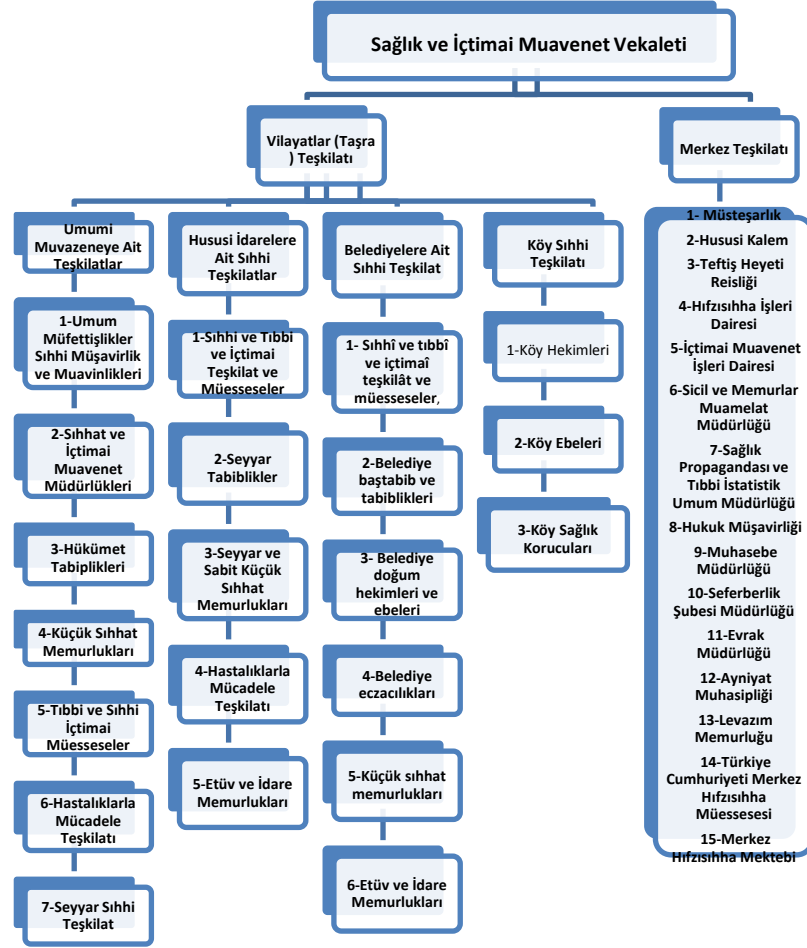 Sağlık ve İçtimai Muavenet Vekaleti
Vilayatlar (Taşra
) Teşkilatı
Merkez Teşkilatı
Umumi
Muvazeneye Ait
Teşkilatlar
1-Umum
Müfettişlikler
Sıhhi Müşavirlik
ve Muavinlikleri
2-Sıhhat ve
İçtimai
Muavenet
Müdürlükleri
3-Hükümet
Tabiplikleri
4-Küçük Sıhhat
Memurlukları
5-Tıbbi ve Sıhhi
İçtimai
Müesseseler
6-Hastalıklarla
Mücadele
Teşkilatı
7-Seyyar Sıhhi
Teşkilat
Hususi İdarelere
Ait Sıhhi
Teşkilatlar
1-Sıhhi ve Tıbbi
ve İçtimai
Teşkilat ve
Müesseseler
2-Seyyar
Tabiblikler
3-Seyyar ve
Sabit Küçük
Sıhhat
Memurlukları
4-Hastalıklarla
Mücadele
Teşkilatı
5-Etüv ve İdare
Memurlukları
Belediyelere Ait
Sıhhi Teşkilat
1- Sıhhî ve tıbbî
ve içtimaî
teşkilât ve
müesseseler,
2-Belediye
baştabib ve
tabiblikleri
3- Belediye
doğum
hekimleri ve
ebeleri
4-Belediye
eczacılıkları
5-Küçük sıhhat
memurlukları
6-Etüv ve İdare
Memurlukları
Köy Sıhhi
Teşkilatı
1-Köy Hekimleri
2-Köy Ebeleri
3-Köy Sağlık
Korucuları
1- Müsteşarlık
2-Hususi Kalem
3-Teftiş Heyeti
Reisliği
4-Hıfzısıhha İşleri
Dairesi
5-İçtimai Muavenet
İşleri Dairesi
6-Sicil ve Memurlar
Muamelat
Müdürlüğü
7-Sağlık
Propagandası ve
Tıbbi İstatistik
Umum Müdürlüğü
8-Hukuk Müşavirliği
9-Muhasebe
Müdürlüğü
10-Seferberlik
Şubesi Müdürlüğü
11-Evrak
Müdürlüğü
12-Ayniyat
Muhasipliği
13-Levazım
Memurluğu
14-Türkiye
Cumhuriyeti Merkez
Hıfzısıhha
Müessesesi
15-Merkez
Hıfzısıhha Mektebi